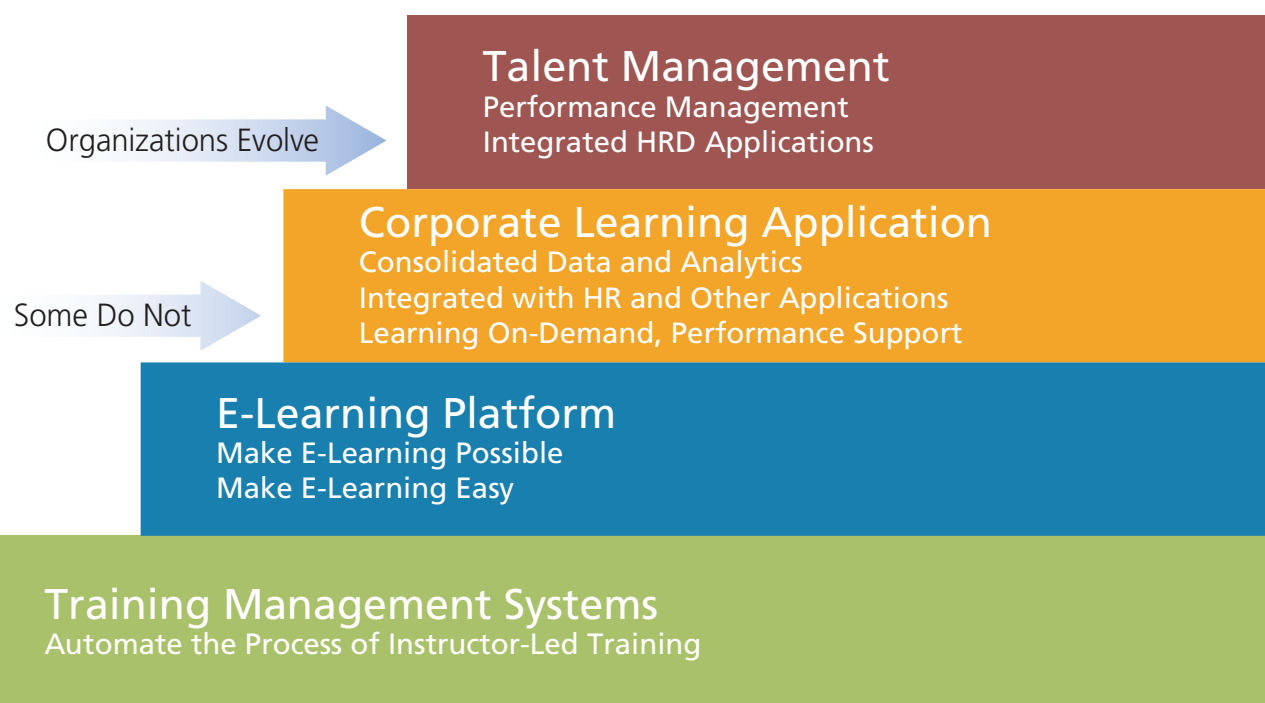 Talent Management
Performance Management
Integrated HRD Applications
Organizations Evolve
Corporate Learning Application
Consolidated Data and Analytics
Integrated with HR and Other Applications
Learning On-Demand, Performance Support
Some Do Not
E-Learning Platform
Make E-Learning Possible
Make E-Learning Easy
Training Management Systems
Automate the Process of Instructor-Led Training